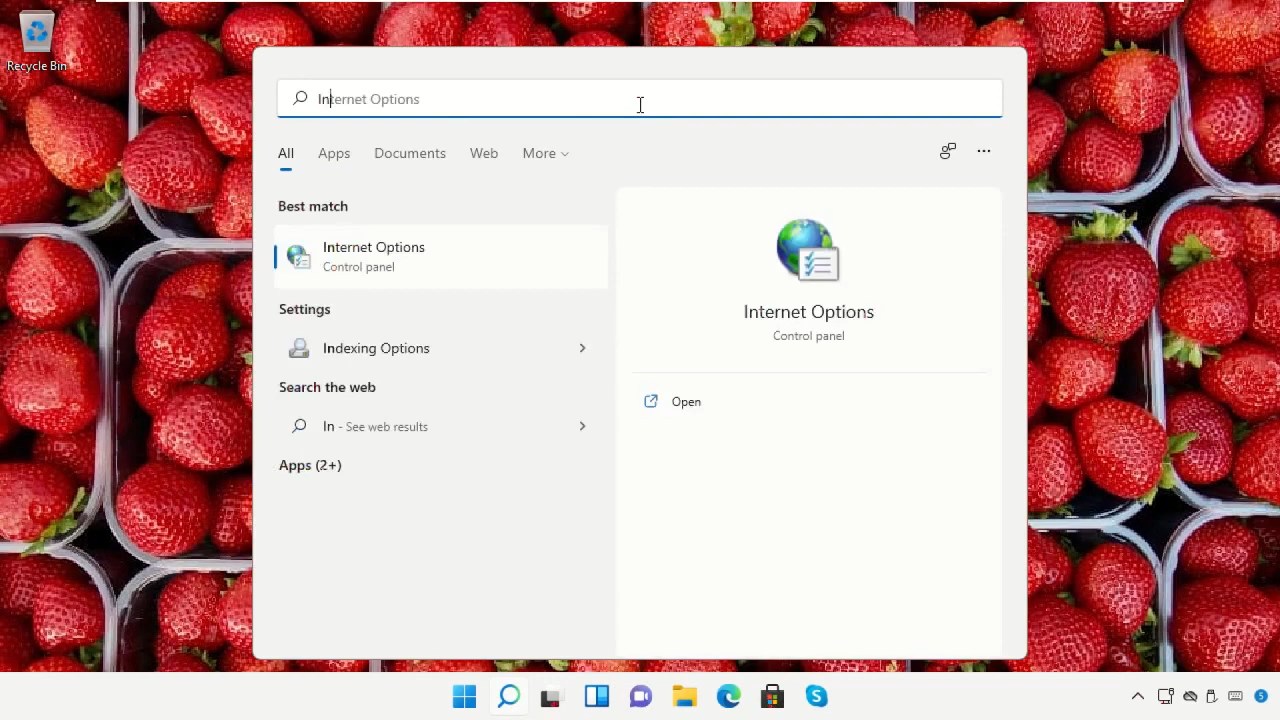 Recycle Bin
Internet Options
All Apps Documents Web More
Best match
Internet Options
Control panel
Settings
Indexing Options
Search the web
In - See web results
Apps (2+)
Internet Options
Control panel
Open
S
5